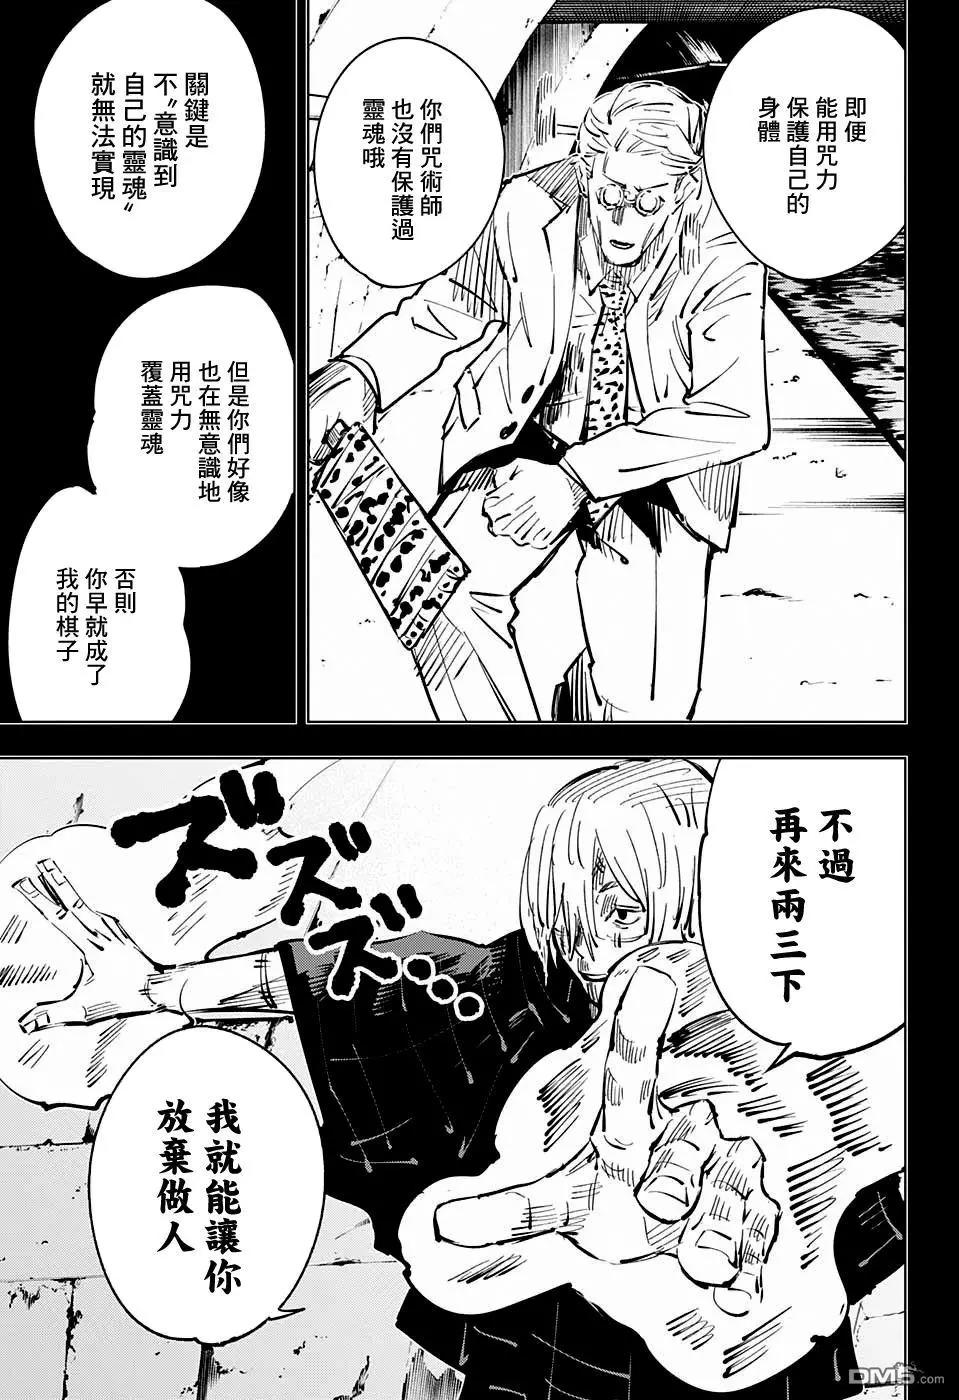 即便
能用咒力
保護自己的
身體
你們咒術師
也沒有保護過
靈魂哦
關鍵是
不〝意識到
自己的靈魂〟
就無法實現
但是你們好像
也在無意識地
用咒力
覆蓋靈魂
否則
你早就成了
我的棋子
不過
再來兩三下
ズズズ...
我就能讓你
放棄做人
DM5.com